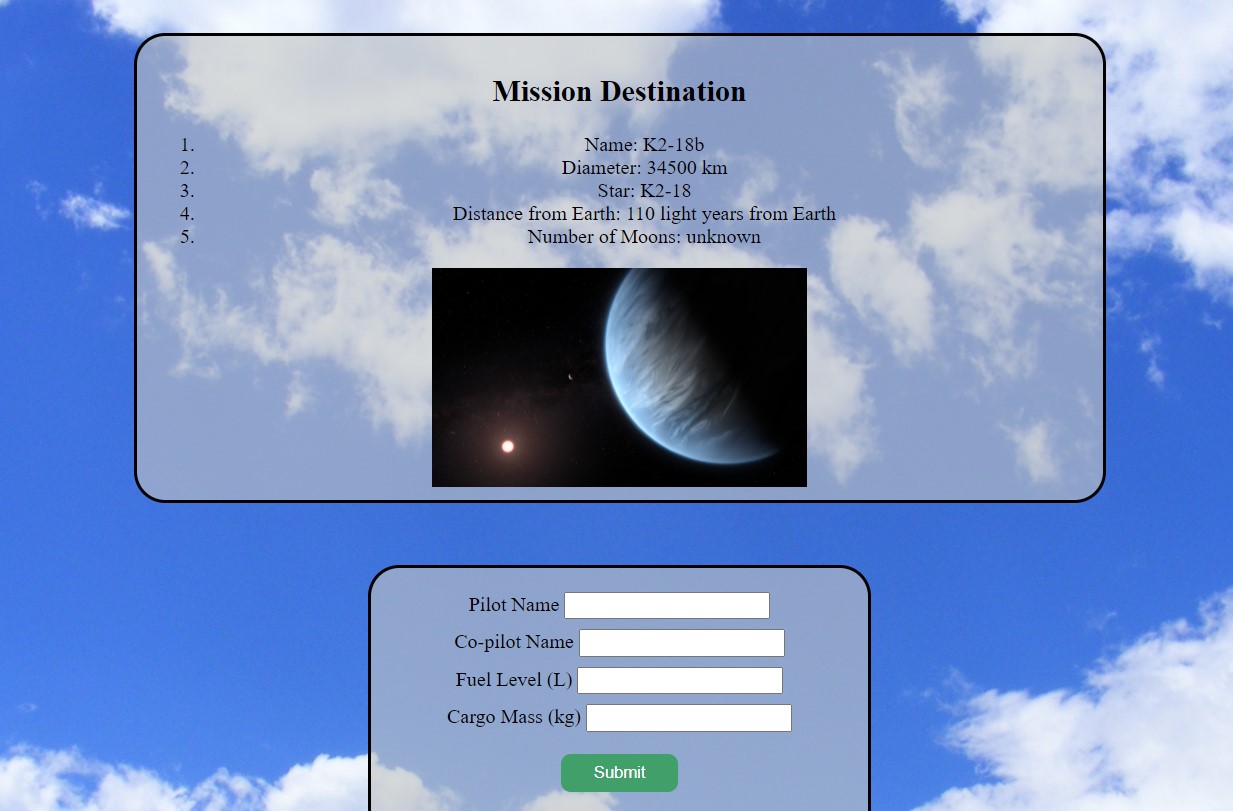 Mission Destination
1. Name: K2-18b
2. Diameter: 34500 km
3. Star: K2-18
4. Distance from Earth: 110 light years from Earth
5. Number of Moons: unknown
Pilot Name
Co-pilot Name
Fuel Level (L)
Cargo Mass (kg)
Submit